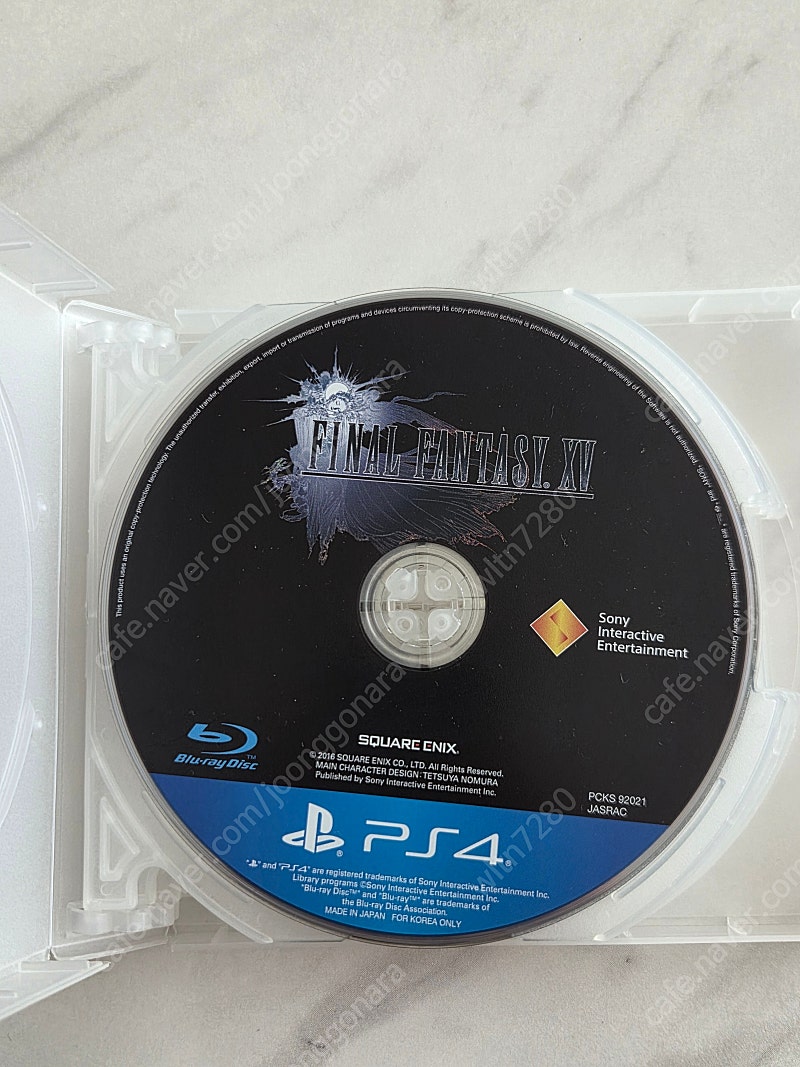 This product uses an original copy-protection technology. The unauthorized transfer, exhibition, export, import or transmission of programs and devices circumventing its copy-protection scheme is prohibited by law. Reverse engineering of the Software is not authorized. "SONY" and
are registered trademarks of Sony Corporation.
FINAL FANTASY. XV
Sony
Interactive
Entertainment
Blu-ray Disc™
SQUARE ENIX.
© 2016 SQUARE ENIX CO., LTD. All Rights Reserved.
MAIN CHARACTER DESIGN : TETSUYA NOMURA
Published by Sony Interactive Entertainment Inc.
PCKS 92021
JASRAC
PS4
" " and "PS4" are registered trademarks of Sony Interactive Entertainment Inc.
Library programs ©Sony Interactive Entertainment Inc.
"Blu-ray Disc™" and "Blu-ray™" are trademarks of
the Blu-ray Disc Association.
MADE IN JAPAN FOR KOREA ONLY
cafe.naver.com/joonggonara